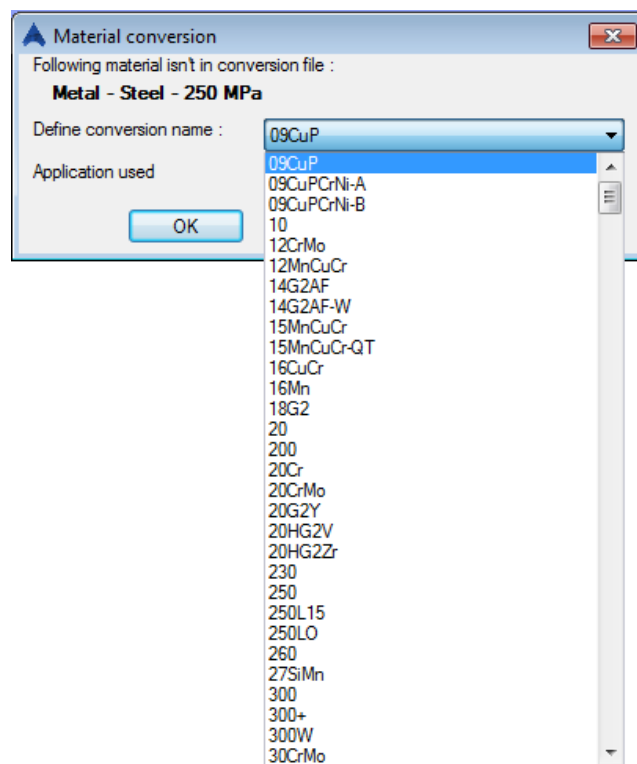 Material conversion
Following material isn't in conversion file :
Metal - Steel - 250 MPa
Define conversion name :
09CuP
Application used
OK
09CuP
09CuPCrNi-A
09CuPCrNi-B
10
12CrMo
12MnCuCr
14G2AF
14G2AF-W
15MnCuCr
15MnCuCr-QT
16CuCr
16Mn
18G2
20
200
20Cr
20CrMo
20G2Y
20HG2V
20HG2Zr
230
250
250L15
250LO
260
27SiMn
300
300+
300W
30CrMo